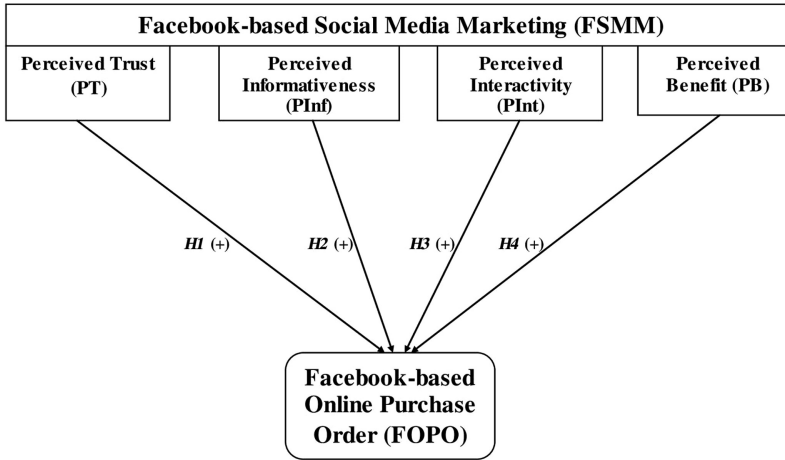 Facebook-based Social Media Marketing (FSMM)
Perceived Trust
(PT)
Perceived
Informativeness
(PInf)
Perceived
Interactivity
(PInt)
Perceived
Benefit (PB)
H1 (+)
H2 (+)
H3 (+)
H4 (+)
Facebook-based
Online Purchase
Order (FOPO)